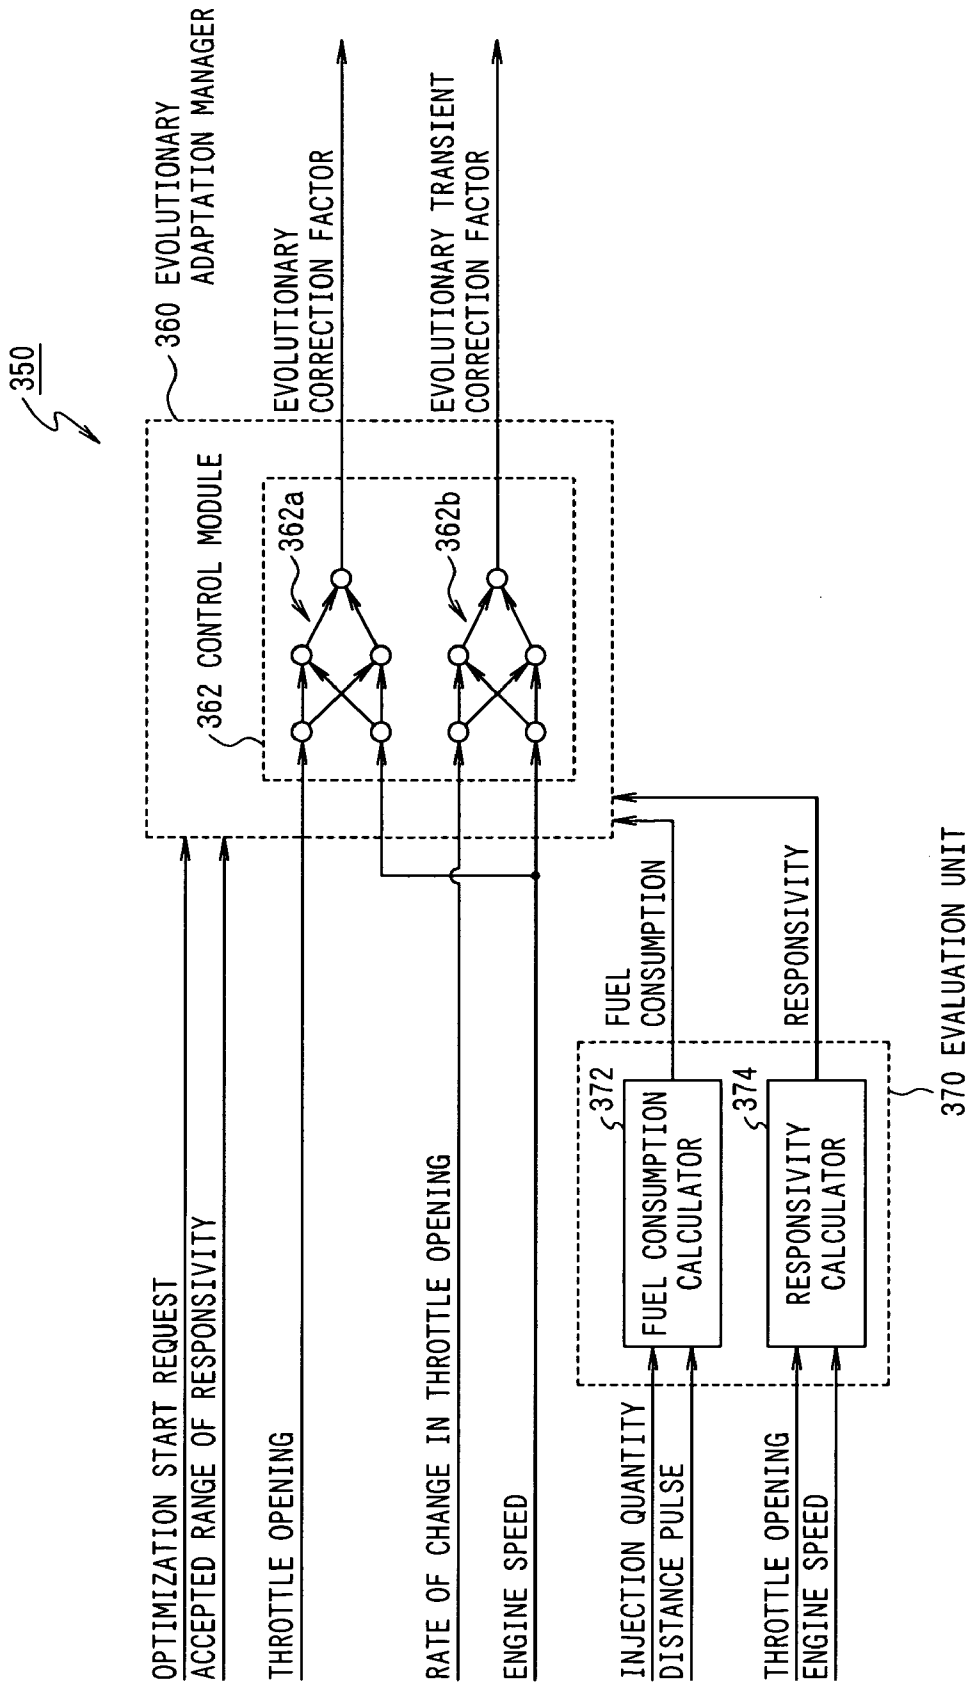 350
360 EVOLUTIONARY
ADAPTATION MANAGER
362 CONTROL MODULE
362a
362b
EVOLUTIONARY
CORRECTION FACTOR
EVOLUTIONARY TRANSIENT
CORRECTION FACTOR
OPTIMIZATION START REQUEST
ACCEPTED RANGE OF RESPONSIVITY
THROTTLE OPENING
RATE OF CHANGE IN THROTTLE OPENING
ENGINE SPEED
INJECTION QUANTITY
DISTANCE PULSE
THROTTLE OPENING
ENGINE SPEED
372
FUEL CONSUMPTION
CALCULATOR
374
RESPONSIVITY
CALCULATOR
FUEL
CONSUMPTION
RESPONSIVITY
370 EVALUATION UNIT